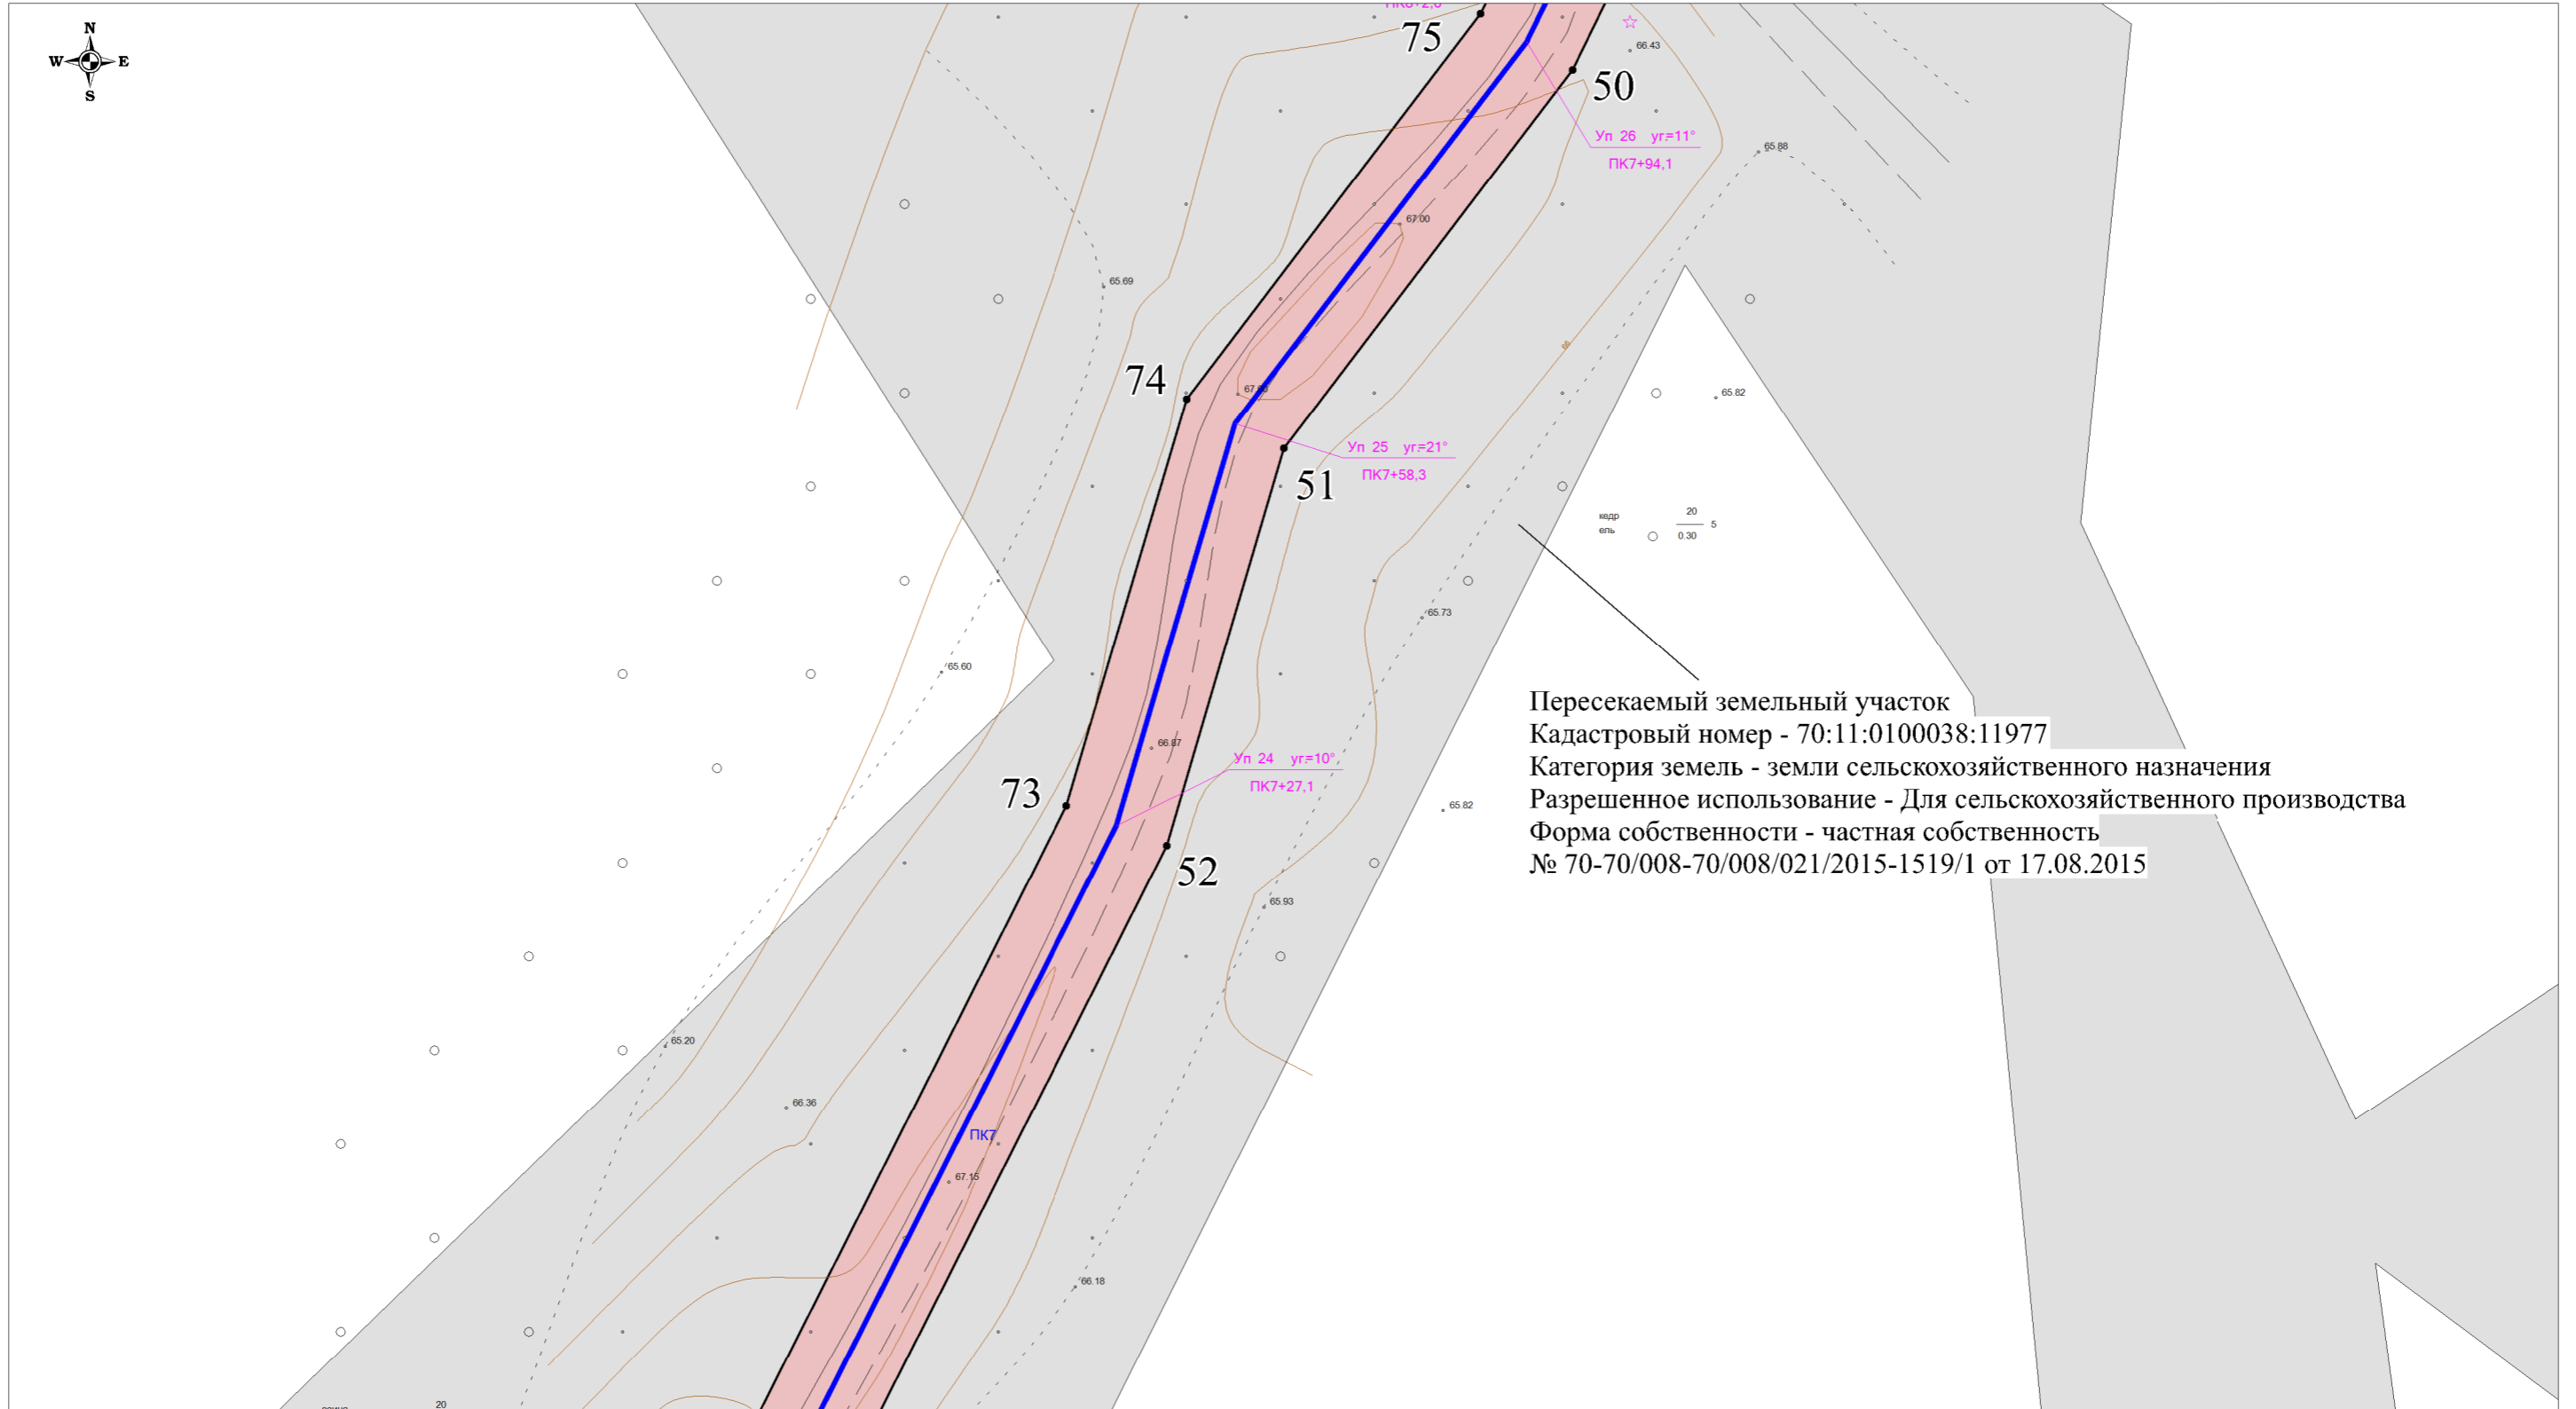 N
W E
S
75
66.43
50
Уп 26 уг=11°
ПК7+94,1
65.88
67.00
65.69
66
74
65.82
Уп 25 уг=21°
ПК7+58,3
51
кедр
ель
20
0.30
5
65.73
65.60
Пересекаемый земельный участок
Кадастровый номер - 70:11:0100038:11977
Категория земель - земли сельскохозяйственного назначения
Разрешенное использование - Для сельскохозяйственного производства
Форма собственности - частная собственность
№ 70-70/008-70/008/021/2015-1519/1 от 17.08.2015
66.87
Уп 24 уг=10°
ПК7+27,1
73
65.82
52
65.93
65.20
66.36
ПК7
67.15
66.18
20